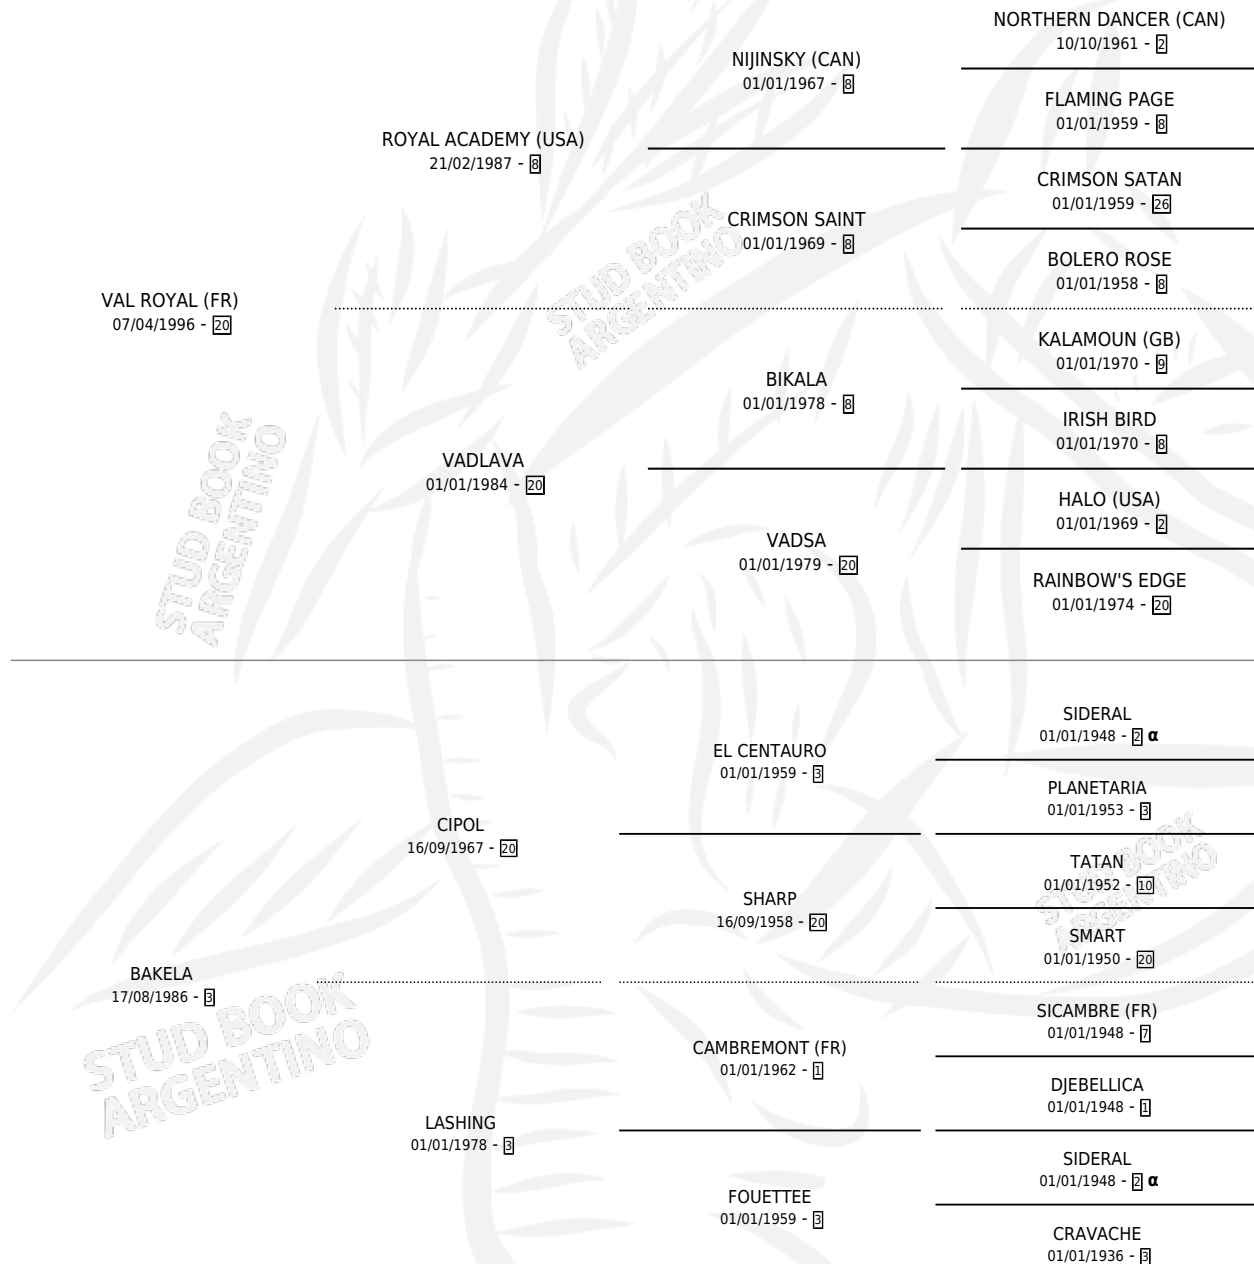 NORTHERN DANCER (CAN)
10/10/1961 - 2
NIJINSKY (CAN)
01/01/1967 - 8
FLAMING PAGE
01/01/1959 - 8
ROYAL ACADEMY (USA)
21/02/1987 - 8
CRIMSON SATAN
01/01/1959 - 26
CRIMSON SAINT
01/01/1969 - 8
BOLERO ROSE
01/01/1958 - 8
VAL ROYAL (FR)
07/04/1996 - 20
KALAMOUN (GB)
01/01/1970 - 9
BIKALA
01/01/1978 - 8
IRISH BIRD
01/01/1970 - 8
VADLAVA
01/01/1984 - 20
HALO (USA)
01/01/1969 - 2
VADSA
01/01/1979 - 20
RAINBOW'S EDGE
01/01/1974 - 20
SIDERAL
01/01/1948 - 2 α
EL CENTAURO
01/01/1959 - 3
PLANETARIA
01/01/1953 - 3
CIPOL
16/09/1967 - 20
TATAN
01/01/1952 - 10
SHARP
16/09/1958 - 20
SMART
01/01/1950 - 20
BAKELA
17/08/1986 - 3
SICAMBRE (FR)
01/01/1948 - 7
CAMBREMONT (FR)
01/01/1962 - 1
DJEBELLICA
01/01/1948 - 1
LASHING
01/01/1978 - 3
SIDERAL
01/01/1948 - 2 α
FOUETTEE
01/01/1959 - 3
CRAVACHE
01/01/1936 - 3
STUD BOOK
ARGENTINO
STUD BOOK
ARGENTINO
STUD BOOK
ARGENTINO
STUD BOOK
ARGENTINO